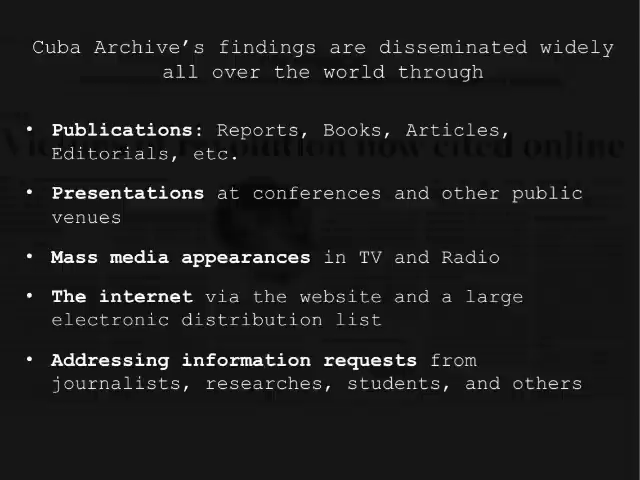 Cuba Archive’s findings are disseminated widely
all over the world through
• Publications: Reports, Books, Articles,
Editorials, etc.
• Presentations at conferences and other public
venues
• Mass media appearances in TV and Radio
• The internet via the website and a large
electronic distribution list
• Addressing information requests from
journalists, researches, students, and others